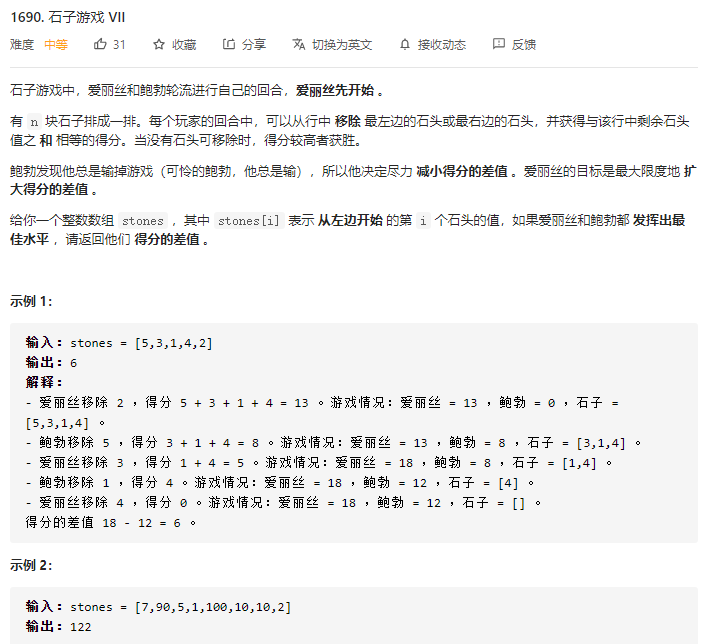 1690. 石子游戏 VII
难度 中等 31 收藏 分享 切换为英文 接收动态 反馈
石子游戏中，爱丽丝和鲍勃轮流进行自己的回合，爱丽丝先开始 。
有 n 块石子排成一排。每个玩家的回合中，可以从行中 移除 最左边的石头或最右边的石头，并获得与该行中剩余石头
值之 和 相等的得分。当没有石头可移除时，得分较高者获胜。
鲍勃发现他总是输掉游戏（可怜的鲍勃，他总是输），所以他决定尽力 减小得分的差值 。爱丽丝的目标是最大限度地 扩
大得分的差值 。
给你一个整数数组 stones ，其中 stones[i] 表示 从左边开始 的第 i 个石头的值，如果爱丽丝和鲍勃都 发挥出最
佳水平 ，请返回他们 得分的差值 。
示例 1：
输入：stones = [5,3,1,4,2]
输出：6
解释：
- 爱丽丝移除 2 ，得分 5 + 3 + 1 + 4 = 13 。游戏情况：爱丽丝 = 13 ，鲍勃 = 0 ，石子 =
[5,3,1,4] 。
- 鲍勃移除 5 ，得分 3 + 1 + 4 = 8 。游戏情况：爱丽丝 = 13 ，鲍勃 = 8 ，石子 = [3,1,4] 。
- 爱丽丝移除 3 ，得分 1 + 4 = 5 。游戏情况：爱丽丝 = 18 ，鲍勃 = 8 ，石子 = [1,4] 。
- 鲍勃移除 1 ，得分 4 。游戏情况：爱丽丝 = 18 ，鲍勃 = 12 ，石子 = [4] 。
- 爱丽丝移除 4 ，得分 0 。游戏情况：爱丽丝 = 18 ，鲍勃 = 12 ，石子 = [] 。
得分的差值 18 - 12 = 6 。
示例 2：
输入：stones = [7,90,5,1,100,10,10,2]
输出：122